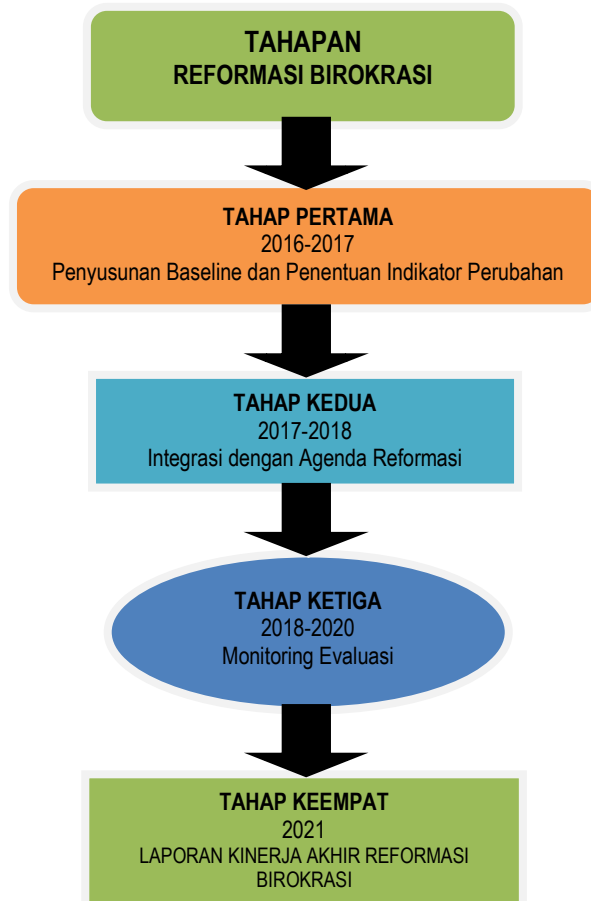 TAHAPAN
REFORMASI BIROKRASI
TAHAP PERTAMA
2016-2017
Penyusunan Baseline dan Penentuan Indikator Perubahan
TAHAP KEDUA
2017-2018
Integrasi dengan Agenda Reformasi
TAHAP KETIGA
2018-2020
Monitoring Evaluasi
TAHAP KEEMPAT
2021
LAPORAN KINERJA AKHIR REFORMASI
BIROKRASI